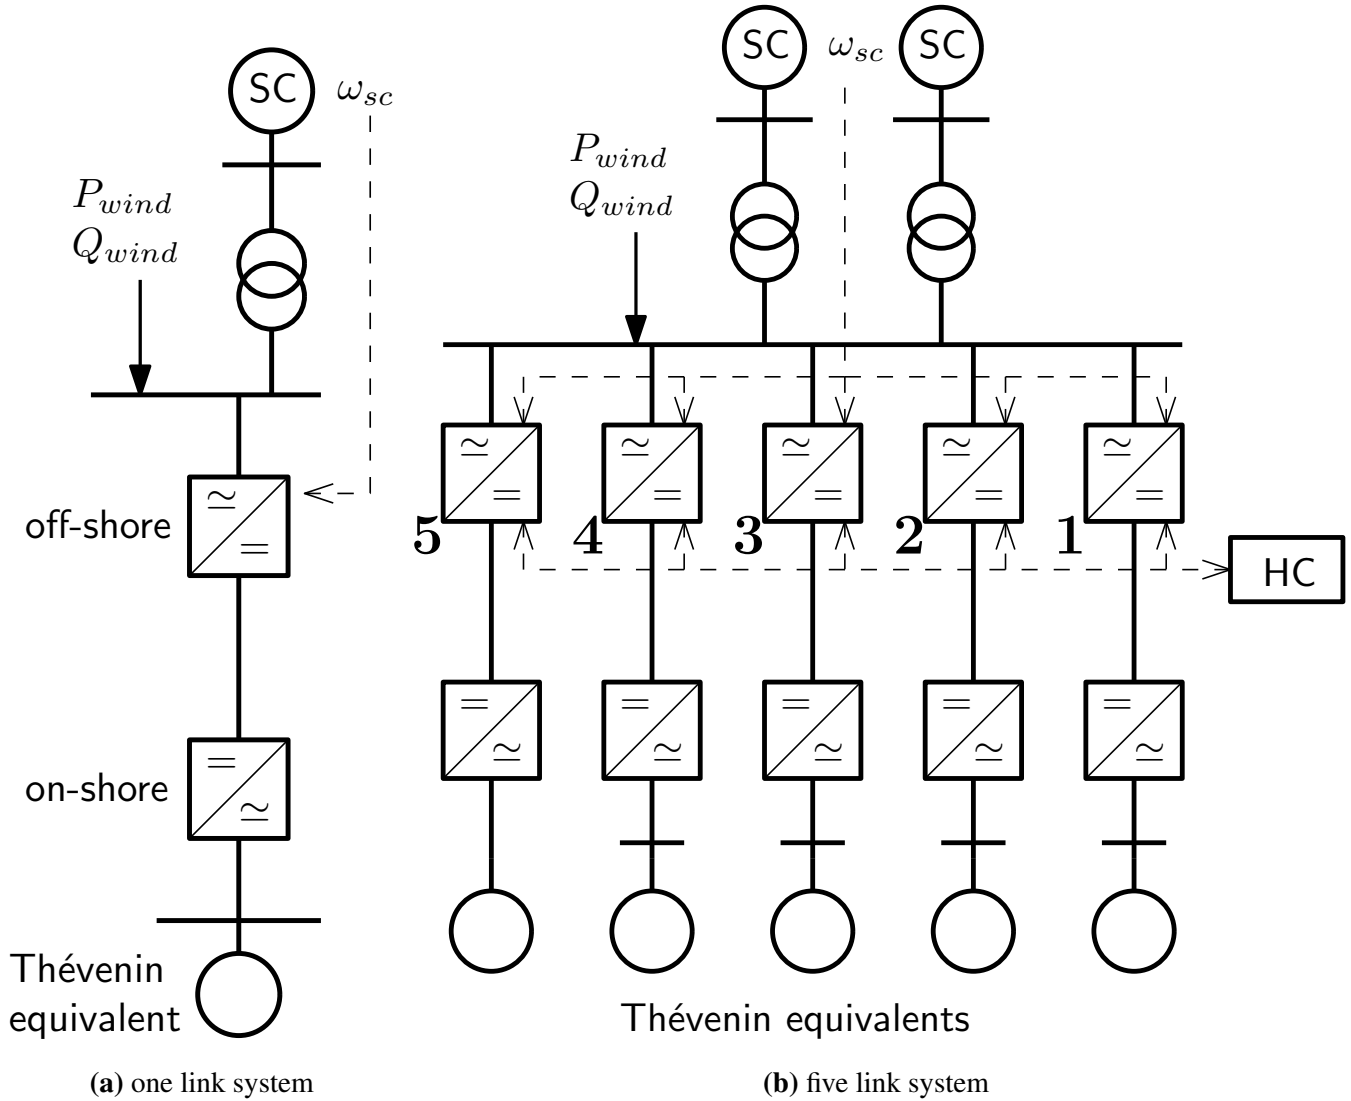 SC
ω_sc
P_wind
Q_wind
off-shore
on-shore
Thévenin
equivalent
(a) one link system
SC ω_sc SC
P_wind
Q_wind
5 4 3 2 1
HC
Thévenin equivalents
(b) five link system